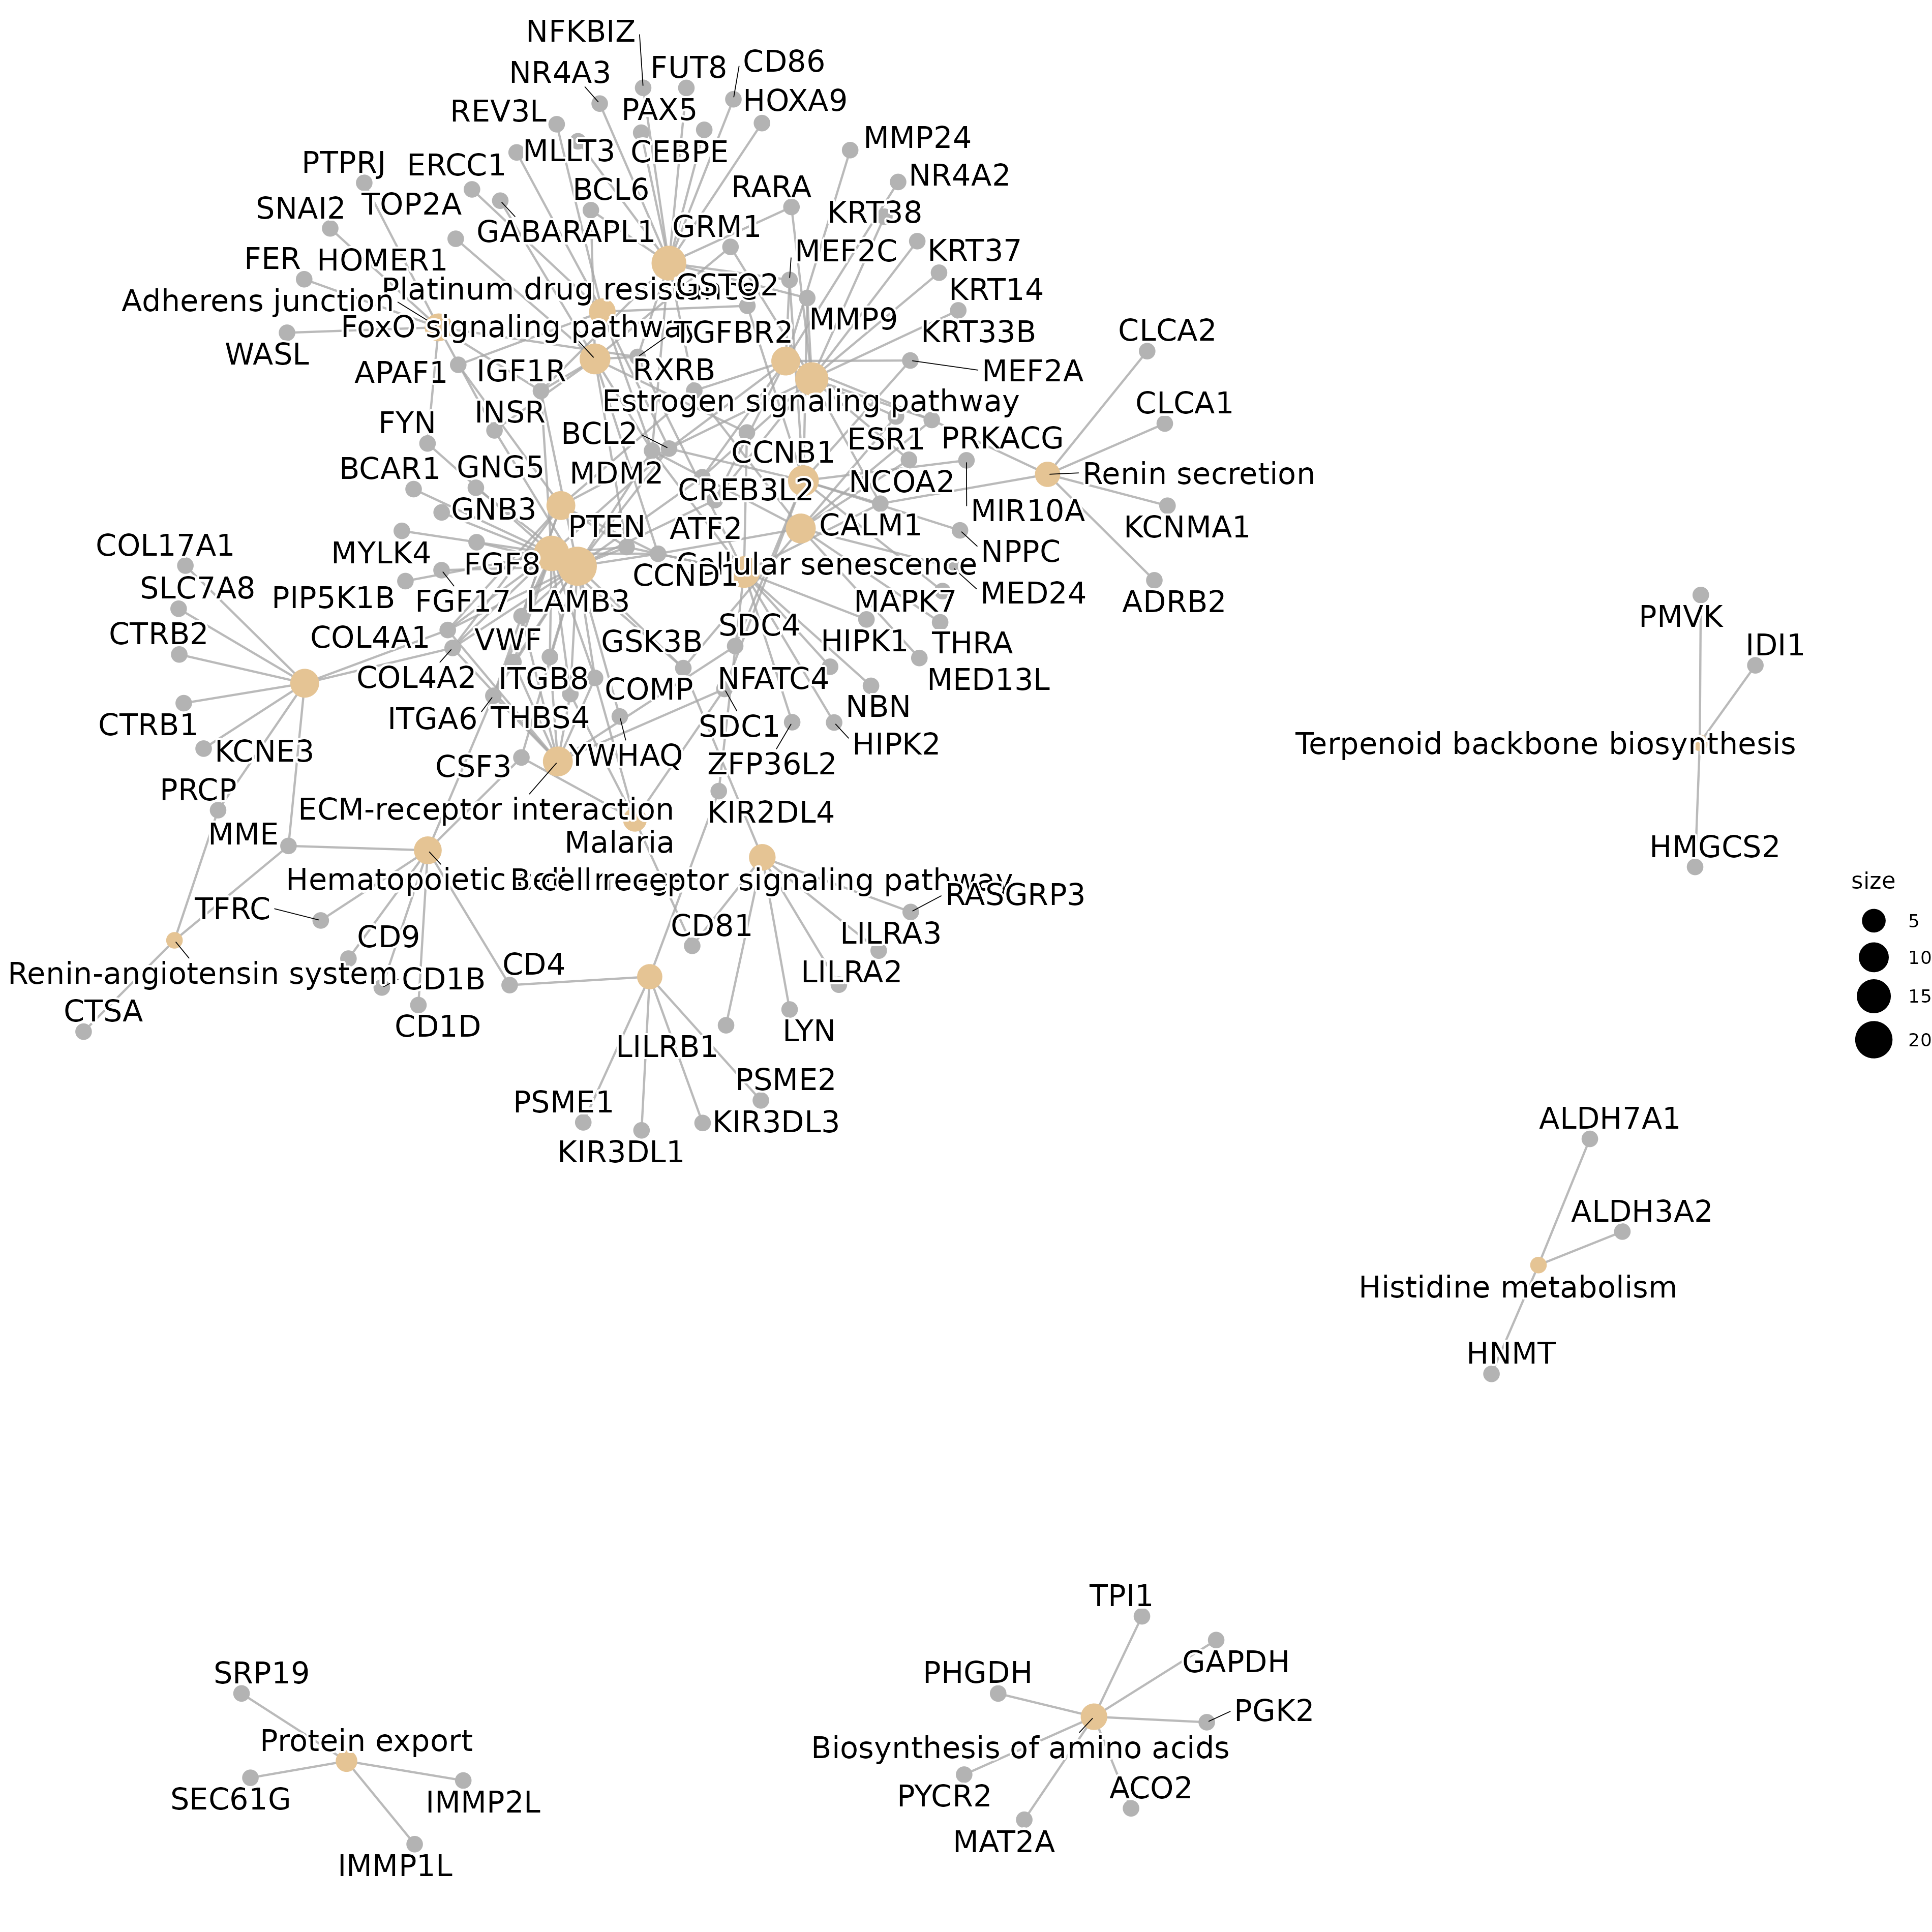 NFKBIZ
FUT8
CD86
NR4A3
HOXA9
REV3L
PAX5
MMP24
MLLT3
CEBPE
PTPRJ
ERCC1
NR4A2
BCL6
RARA
SNAI2
TOP2A
KRT38
GABARAPL1
GRM1
MEF2C
KRT37
FER
HOMER1
GSTO2
KRT14
Platinum drug resistance
Adherens junction
FoxO signaling pathway
TGFBR2
MMP9
KRT33B
CLCA2
WASL
APAF1
IGF1R
RXRB
MEF2A
Estrogen signaling pathway
CLCA1
FYN
INSR
BCL2
CCNB1
ESR1
PRKACG
BCAR1
GNG5
MDM2
CREB3L2
NCOA2
Renin secretion
GNB3
MIR10A
PTEN
ATF2
CALM1
KCNMA1
COL17A1
MYLK4
FGF8
NPPC
Cellular senescence
CCND1
SLC7A8
PIP5K1B
FGF17
LAMB3
MAPK7
MED24
ADRB2
PMVK
CTRB2
COL4A1
VWF
GSK3B
SDC4
HIPK1
THRA
IDI1
COL4A2
ITGB8
COMP
NFATC4
MED13L
CTRB1
ITGA6
THBS4
SDC1
NBN
KCNE3
CSF3
YWHAQ
ZFP36L2
HIPK2
Terpenoid backbone biosynthesis
PRCP
ECM-receptor interaction
KIR2DL4
MME
Malaria
HMGCS2
Hematopoietic cell
B cell receptor signaling pathway
size
RASGRP3
TFRC
5
CD9
CD81
LILRA3
10
Renin-angiotensin system
CD1B
CD4
LILRA2
15
CTSA
CD1D
LYN
20
LILRB1
PSME2
PSME1
KIR3DL3
ALDH7A1
KIR3DL1
ALDH3A2
Histidine metabolism
HNMT
TPI1
SRP19
PHGDH
GAPDH
PGK2
Protein export
Biosynthesis of amino acids
SEC61G
IMMP2L
PYCR2
ACO2
MAT2A
IMMP1L